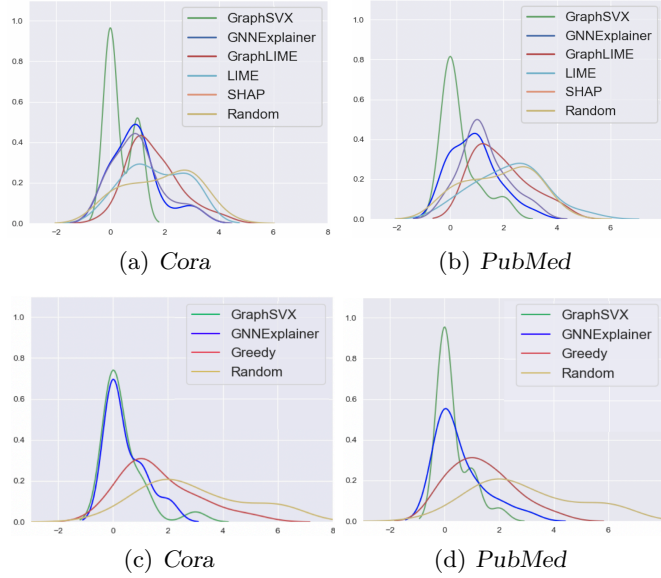 GraphSVX
GNNExplainer
GraphLIME
LIME
SHAP
Random
1.0
0.8
0.6
0.4
0.2
0.0
−2 0 2 4 6 8
(a) Cora
GraphSVX
GNNExplainer
GraphLIME
LIME
SHAP
Random
1.0
0.8
0.6
0.4
0.2
0.0
−2 0 2 4 6
(b) PubMed
GraphSVX
GNNExplainer
Greedy
Random
1.0
0.8
0.6
0.4
0.2
0.0
−2 0 2 4 6 8
(c) Cora
GraphSVX
GNNExplainer
Greedy
Random
1.0
0.8
0.6
0.4
0.2
0.0
−2 0 2 4 6
(d) PubMed